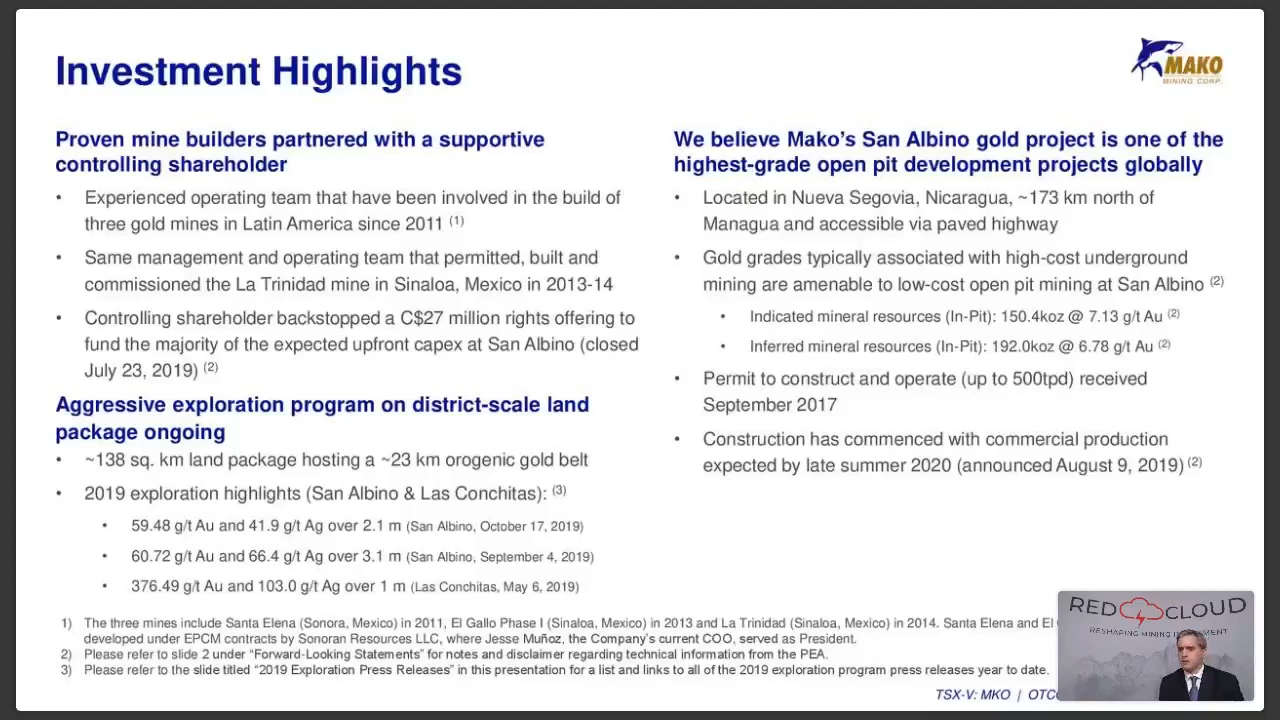 Investment Highlights
MAKO
MINING CORP.
Proven mine builders partnered with a supportive
controlling shareholder
• Experienced operating team that have been involved in the build of
three gold mines in Latin America since 2011 (1)
• Same management and operating team that permitted, built and
commissioned the La Trinidad mine in Sinaloa, Mexico in 2013-14
• Controlling shareholder backstopped a C$27 million rights offering to
fund the majority of the expected upfront capex at San Albino (closed
July 23, 2019) (2)
Aggressive exploration program on district-scale land
package ongoing
• ~138 sq. km land package hosting a ~23 km orogenic gold belt
• 2019 exploration highlights (San Albino & Las Conchitas): (3)
• 59.48 g/t Au and 41.9 g/t Ag over 2.1 m (San Albino, October 17, 2019)
• 60.72 g/t Au and 66.4 g/t Ag over 3.1 m (San Albino, September 4, 2019)
• 376.49 g/t Au and 103.0 g/t Ag over 1 m (Las Conchitas, May 6, 2019)
We believe Mako's San Albino gold project is one of the
highest-grade open pit development projects globally
• Located in Nueva Segovia, Nicaragua, ~173 km north of
Managua and accessible via paved highway
• Gold grades typically associated with high-cost underground
mining are amenable to low-cost open pit mining at San Albino (2)
• Indicated mineral resources (In-Pit): 150.4koz @ 7.13 g/t Au (2)
• Inferred mineral resources (In-Pit): 192.0koz @ 6.78 g/t Au (2)
• Permit to construct and operate (up to 500tpd) received
September 2017
• Construction has commenced with commercial production
expected by late summer 2020 (announced August 9, 2019) (2)
1) The three mines include Santa Elena (Sonora, Mexico) in 2011, El Gallo Phase I (Sinaloa, Mexico) in 2013 and La Trinidad (Sinaloa, Mexico) in 2014. Santa Elena and El
developed under EPCM contracts by Sonoran Resources LLC, where Jesse Muñoz, the Company's current COO, served as President.
2) Please refer to slide 2 under "Forward-Looking Statements" for notes and disclaimer regarding technical information from the PEA.
3) Please refer to the slide titled "2019 Exploration Press Releases" in this presentation for a list and links to all of the 2019 exploration program press releases year to date.
TSX-V: MKO | OTC
RED CLOUD
RESHAPING MINING INVESTMENT